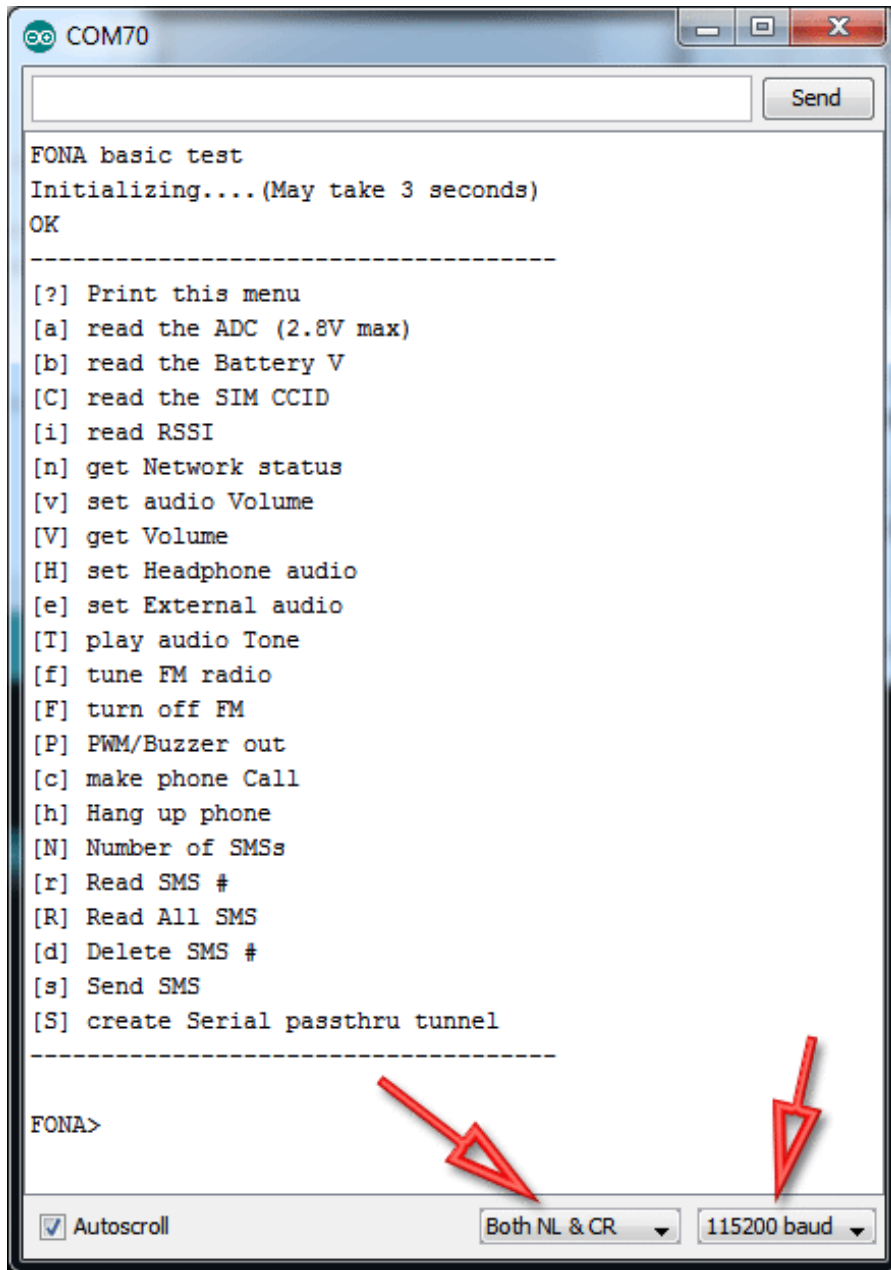 COM70
Send
FONA basic test
Initializing....(May take 3 seconds)
OK
-------------------------------------
[?] Print this menu
[a] read the ADC (2.8V max)
[b] read the Battery V
[C] read the SIM CCID
[i] read RSSI
[n] get Network status
[v] set audio Volume
[V] get Volume
[H] set Headphone audio
[e] set External audio
[T] play audio Tone
[f] tune FM radio
[F] turn off FM
[P] PWM/Buzzer out
[c] make phone Call
[h] Hang up phone
[N] Number of SMSs
[r] Read SMS #
[R] Read All SMS
[d] Delete SMS #
[s] Send SMS
[S] create Serial passthru tunnel
-------------------------------------
FONA>
Autoscroll Both NL & CR 115200 baud